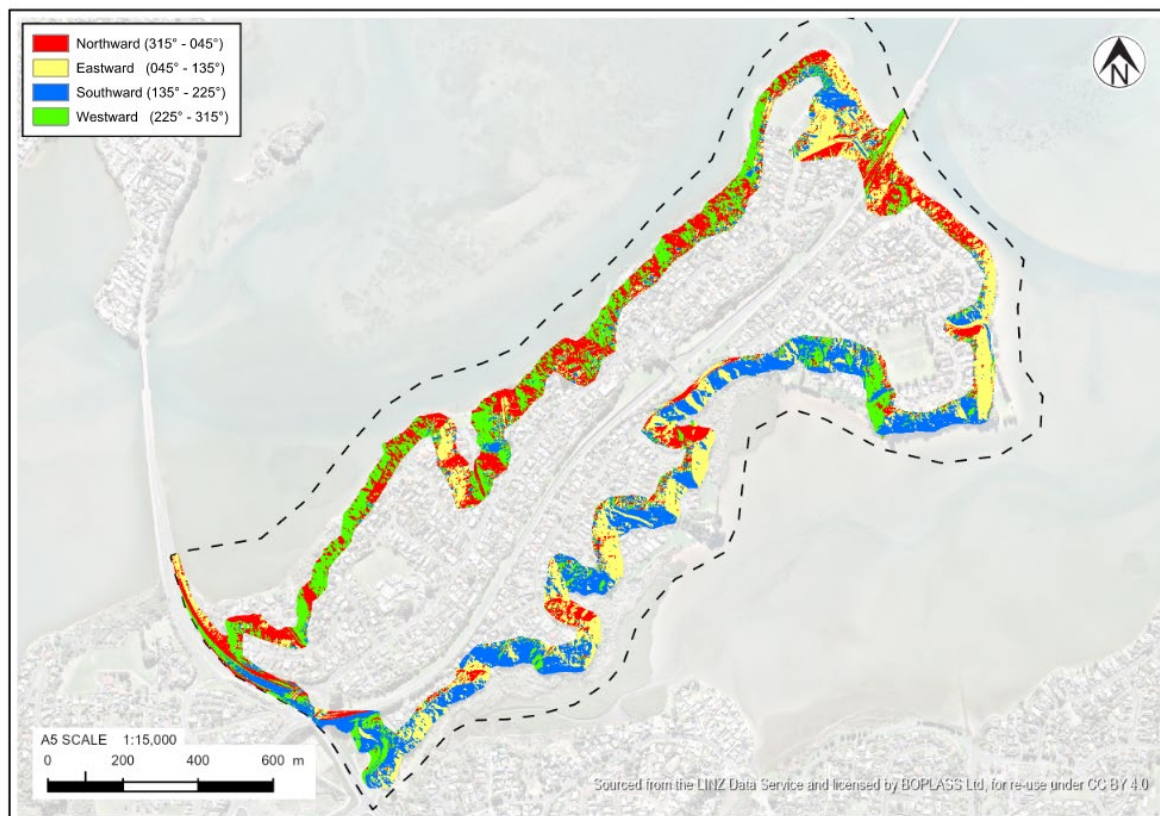 Northward (315° - 045°)
Eastward (045° - 135°)
Southward (135° - 225°)
Westward (225° - 315°)
N
A5 SCALE 1:15,000
0 200 400 600 m
Sourced from the LINZ Data Service and licensed by BOPLASS Ltd, for re-use under CC BY 4.0